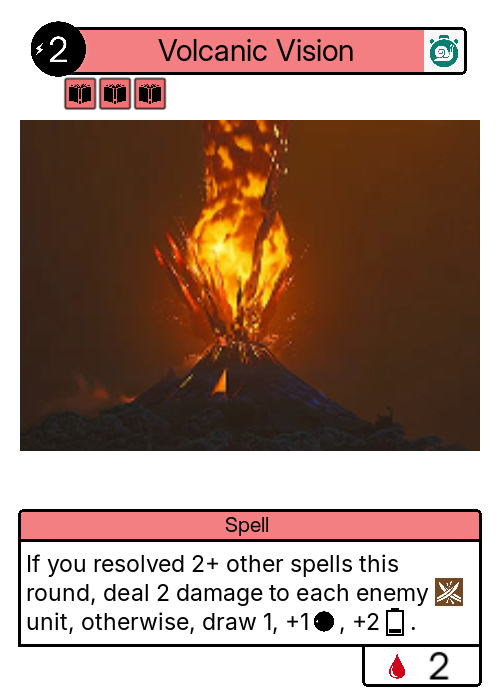 2
Volcanic Vision
Spell
If you resolved 2+ other spells this
round, deal 2 damage to each enemy
unit, otherwise, draw 1, +1 , +2 .
2